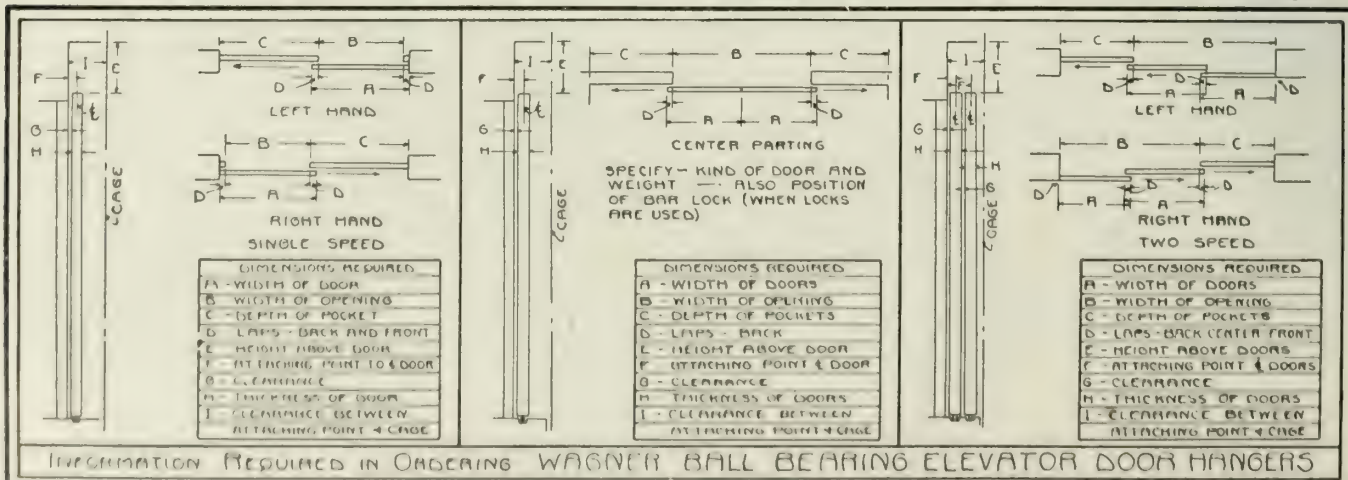 C
B
I
E
F
D
A
D
LEFT HAND
G
H
B
C
D
A
RIGHT HAND
SINGLE SPEED
CAGE
DIMENSIONS REQUIRED
A - WIDTH OF DOOR
B WIDTH OF OPENING
C - DEPTH OF POCKET
D LAPS - BACK AND FRONT
E HEIGHT ABOVE DOOR
F - ATTACHING POINT TO ℄ DOOR
G - CLEARANCE
H - THICKNESS OF DOOR
I - CLEARANCE BETWEEN
ATTACHING POINT & CAGE
C
B
C
I
E
F
D
A
A
D
G
H
CENTER PARTING
SPECIFY - KIND OF DOOR AND
WEIGHT — ALSO POSITION
OF BAR LOCK (WHEN LOCKS
ARE USED)
CAGE
DIMENSIONS REQUIRED
A - WIDTH OF DOORS
B - WIDTH OF OPENING
C - DEPTH OF POCKETS
D - LAPS - BACK
E - HEIGHT ABOVE DOOR
F ATTACHING POINT ℄ DOOR
G - CLEARANCE
H - THICKNESS OF DOORS
I - CLEARANCE BETWEEN
ATTACHING POINT & CAGE
C
B
I
E
F
F
D
A
A
D
LEFT HAND
G
H
H
G
B
C
D
D
D
A
A
RIGHT HAND
TWO SPEED
CAGE
DIMENSIONS REQUIRED
A - WIDTH OF DOORS
B - WIDTH OF OPENING
C - DEPTH OF POCKETS
D - LAPS - BACK CENTER FRONT
E - HEIGHT ABOVE DOORS
F - ATTACHING POINT ℄ DOORS
G - CLEARANCE
H - THICKNESS OF DOORS
I - CLEARANCE BETWEEN
ATTACHING POINT & CAGE
INFORMATION REQUIRED IN ORDERING WAGNER BALL BEARING ELEVATOR DOOR HANGERS